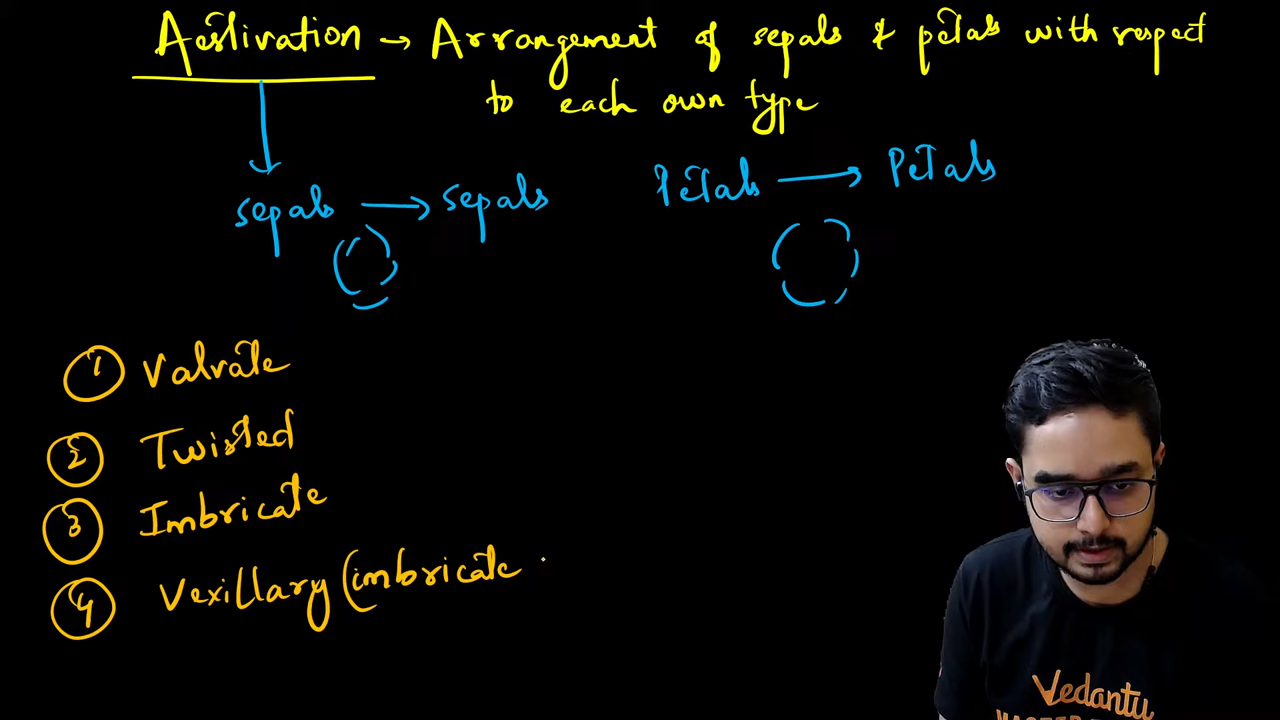 Aestivation → Arrangement of sepals & petals with respect
to each own type
sepals → sepals
Petals → Petals
1 Valvate
2 Twisted
3 Imbricate
4 Vexillary (imbricate
Vedantu